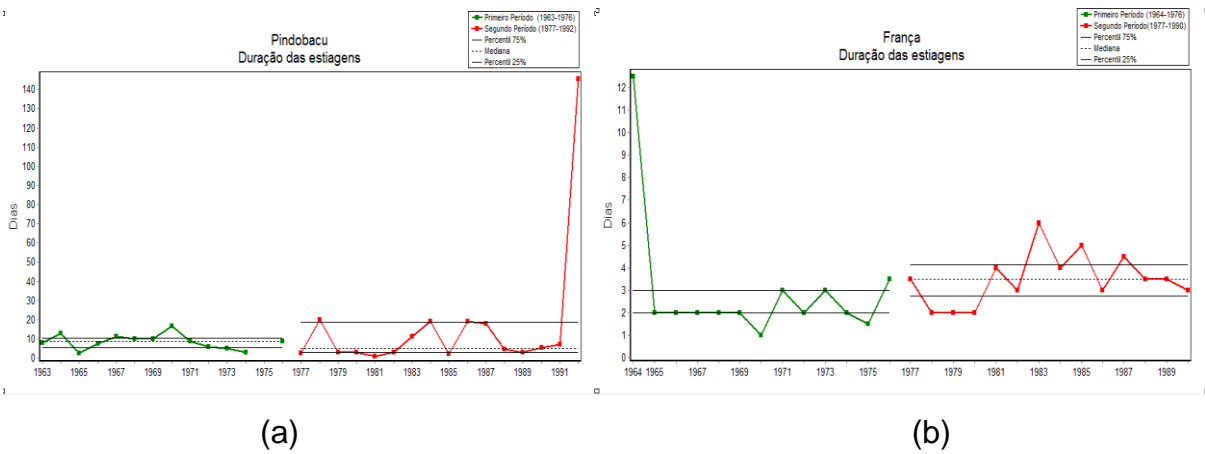 Primeiro Período (1963-1976)
Segundo Período (1977-1992)
Percentil 75%
Mediana
Percentil 25%
Pindobacu
Duração das estiagens
Dias
140
130
120
110
100
90
80
70
60
50
40
30
20
10
0
1963 1965 1967 1969 1971 1973 1975 1977 1979 1981 1983 1985 1987 1989 1991
(a)
Primeiro Período (1964-1976)
Segundo Período(1977-1990)
Percentil 75%
Mediana
Percentil 25%
França
Duração das estiagens
Dias
12
11
10
9
8
7
6
5
4
3
2
1
0
1964 1965 1967 1969 1971 1973 1975 1977 1979 1981 1983 1985 1987 1989
(b)